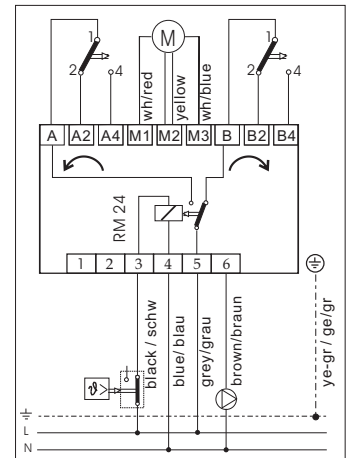 1 M 1
2 4 2 4
wh/red
yellow
wh/blue
A A2 A4 M1 M2 M3 B B2 B4
RM 24
1 2 3 4 5 6
black / schw
blue/ blau
grey/grau
brown/braun
ye-gr / ge/gr
ϑ >
L
N